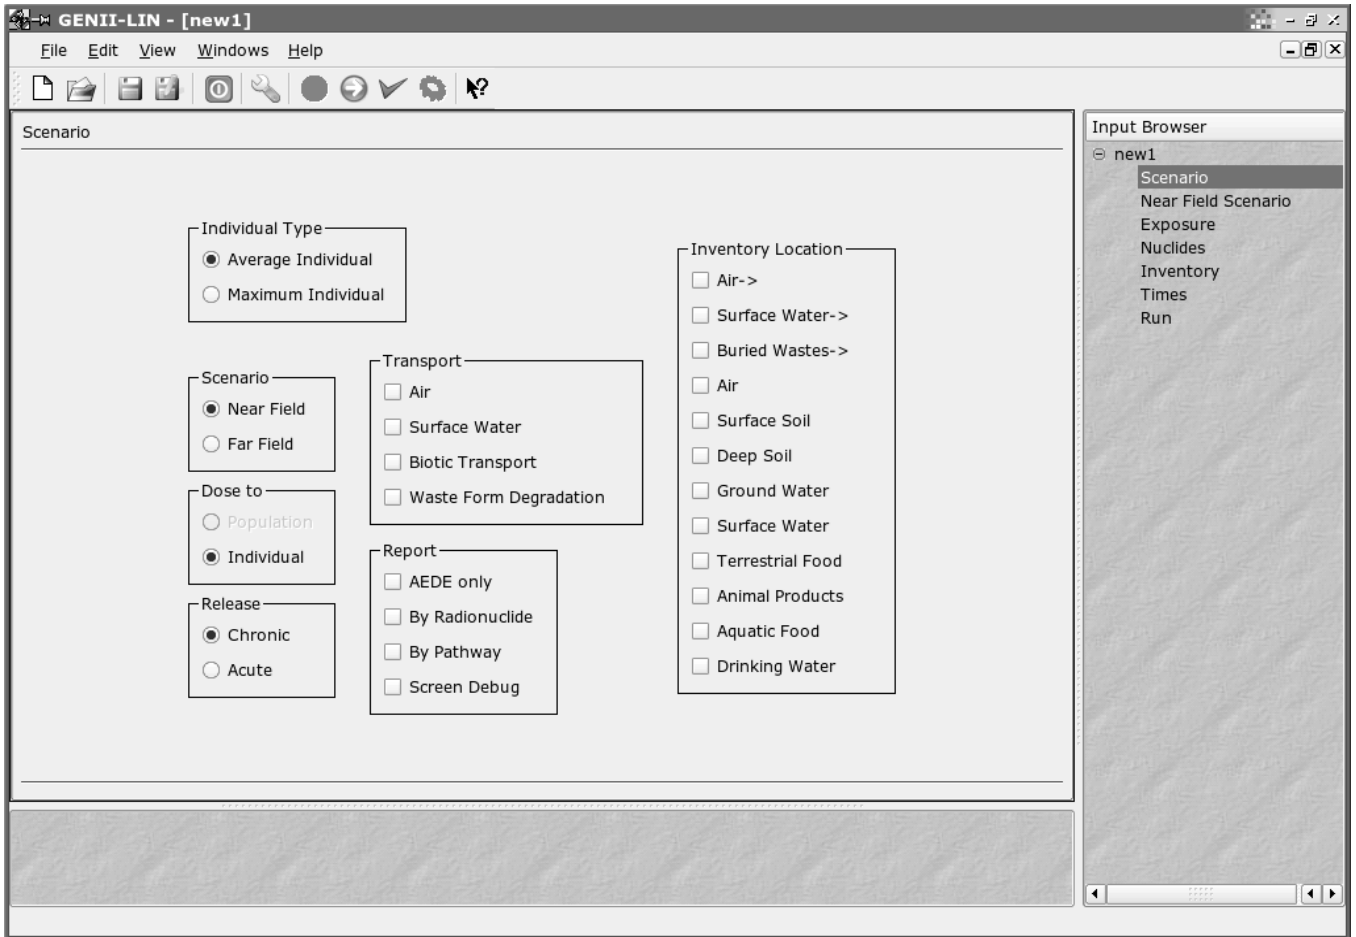 GENII-LIN - [new1]
File Edit View Windows Help
Scenario
Individual Type
Average Individual
Maximum Individual
Scenario
Near Field
Far Field
Dose to
Population
Individual
Release
Chronic
Acute
Transport
Air
Surface Water
Biotic Transport
Waste Form Degradation
Report
AEDE only
By Radionuclide
By Pathway
Screen Debug
Inventory Location
Air->
Surface Water->
Buried Wastes->
Air
Surface Soil
Deep Soil
Ground Water
Surface Water
Terrestrial Food
Animal Products
Aquatic Food
Drinking Water
Input Browser
new1
Scenario
Near Field Scenario
Exposure
Nuclides
Inventory
Times
Run